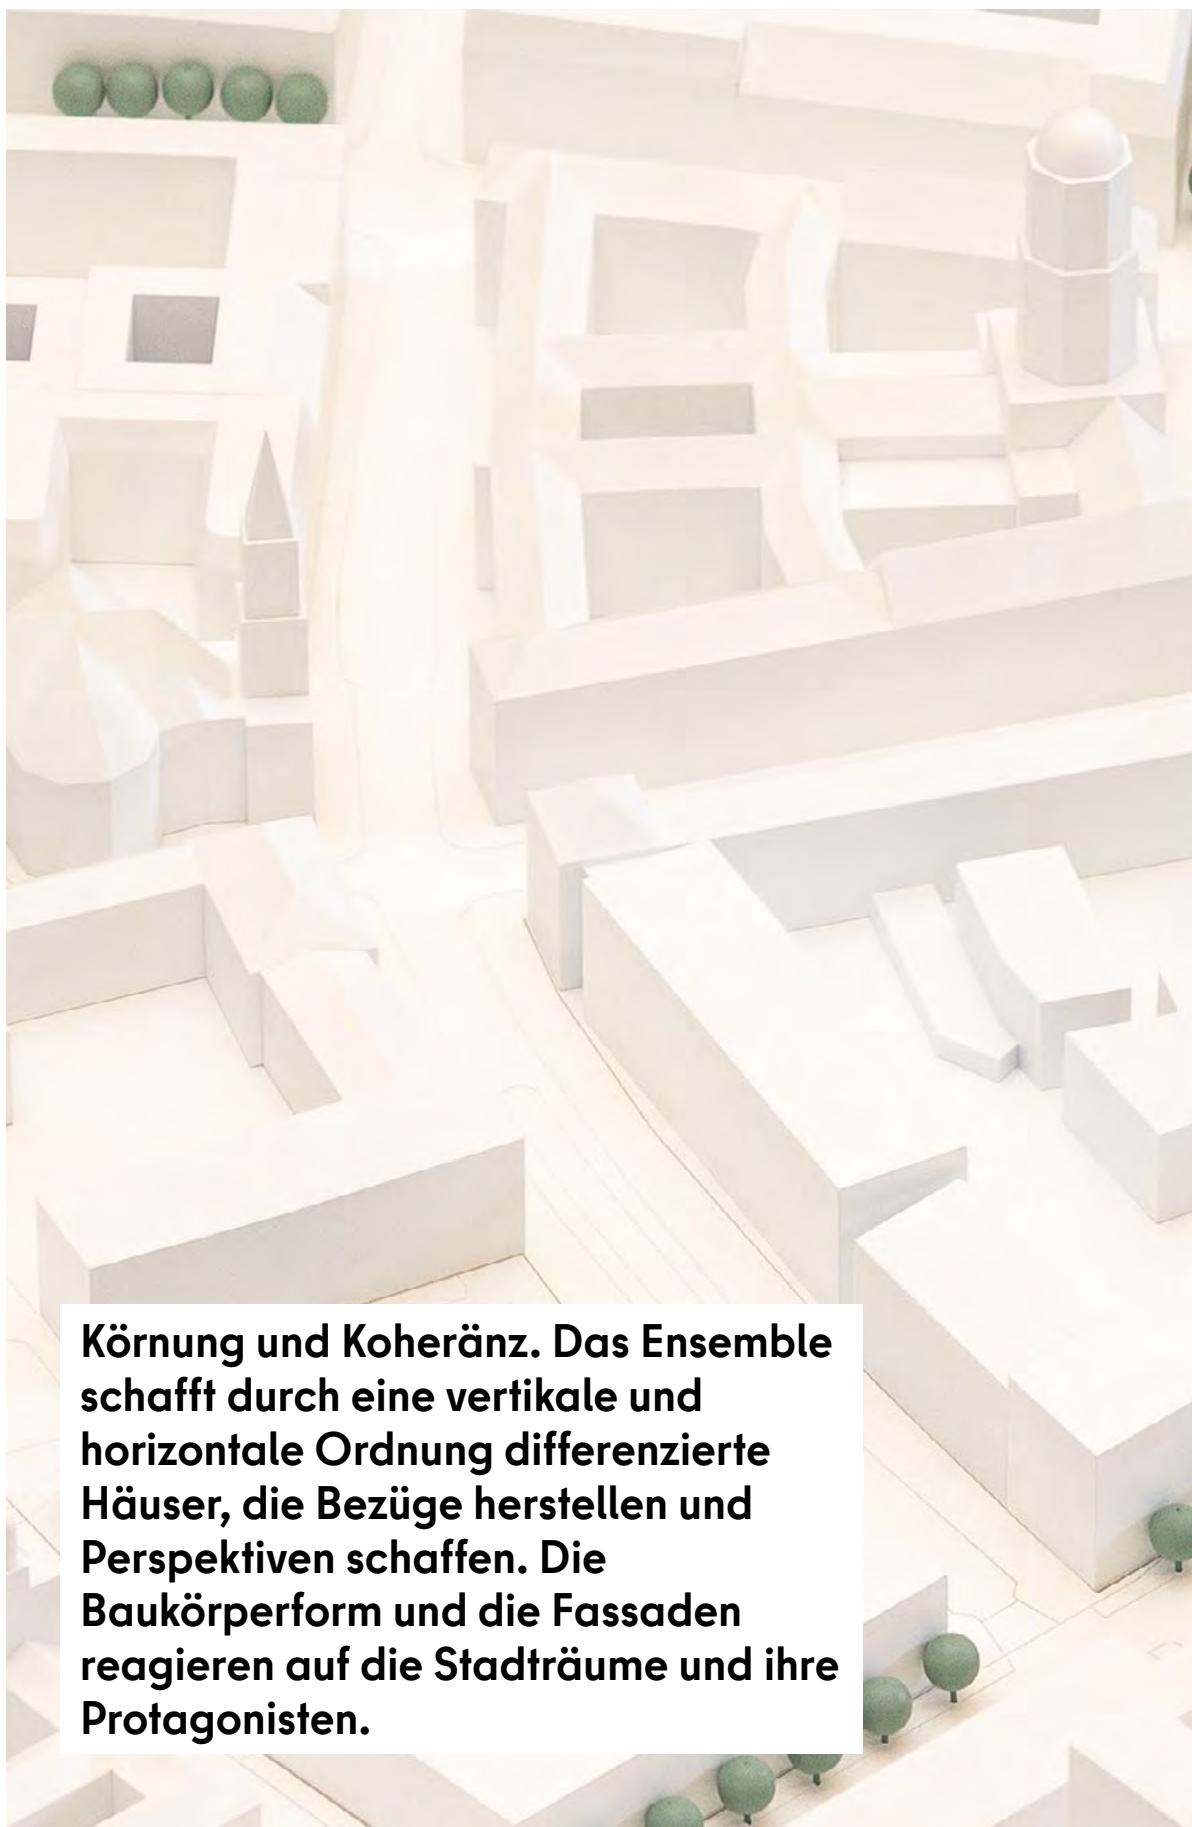 Körnung und Koheränz. Das Ensemble
schafft durch eine vertikale und
horizontale Ordnung differenzierte
Häuser, die Bezüge herstellen und
Perspektiven schaffen. Die
Baukörperform und die Fassaden
reagieren auf die Stadträume und ihre
Protagonisten.